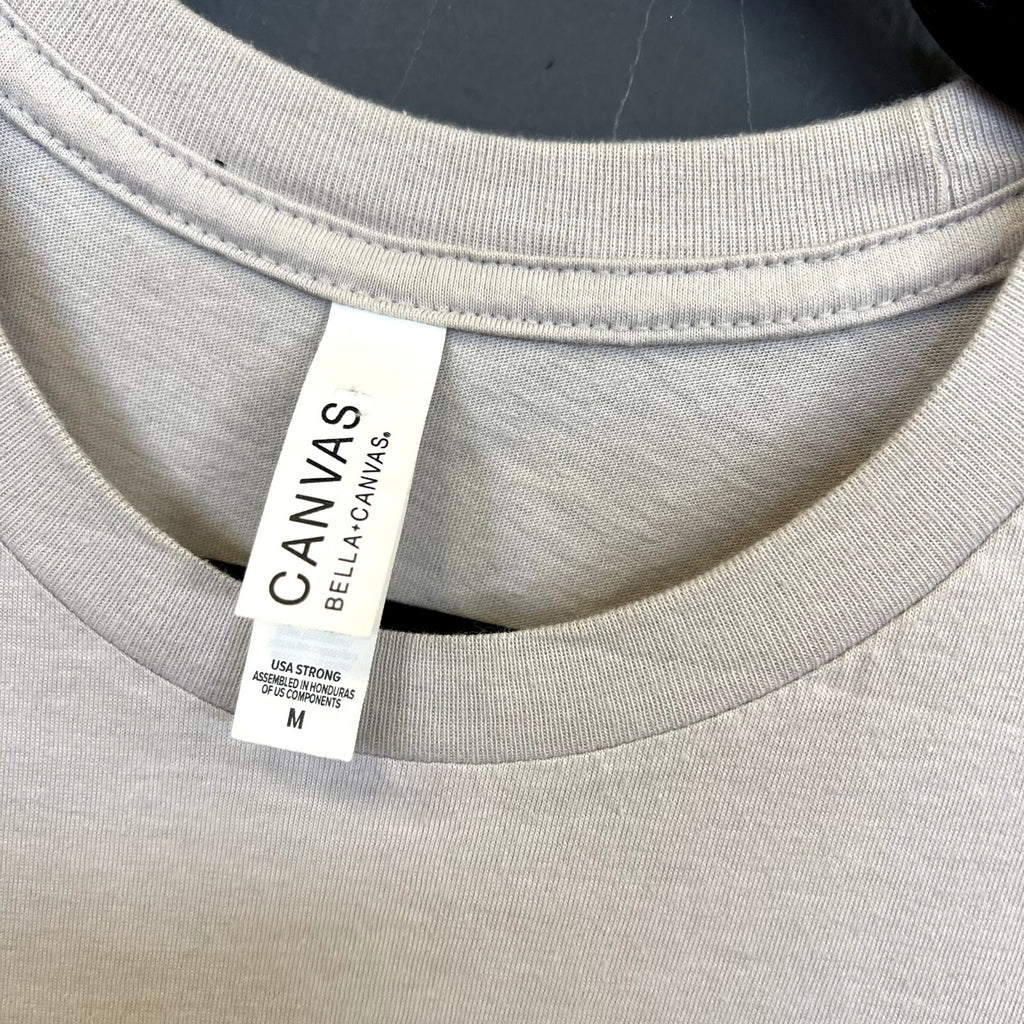 CANVAS
BELLA+CANVAS®
USA STRONG
ASSEMBLED IN HONDURAS
OF US COMPONENTS
M